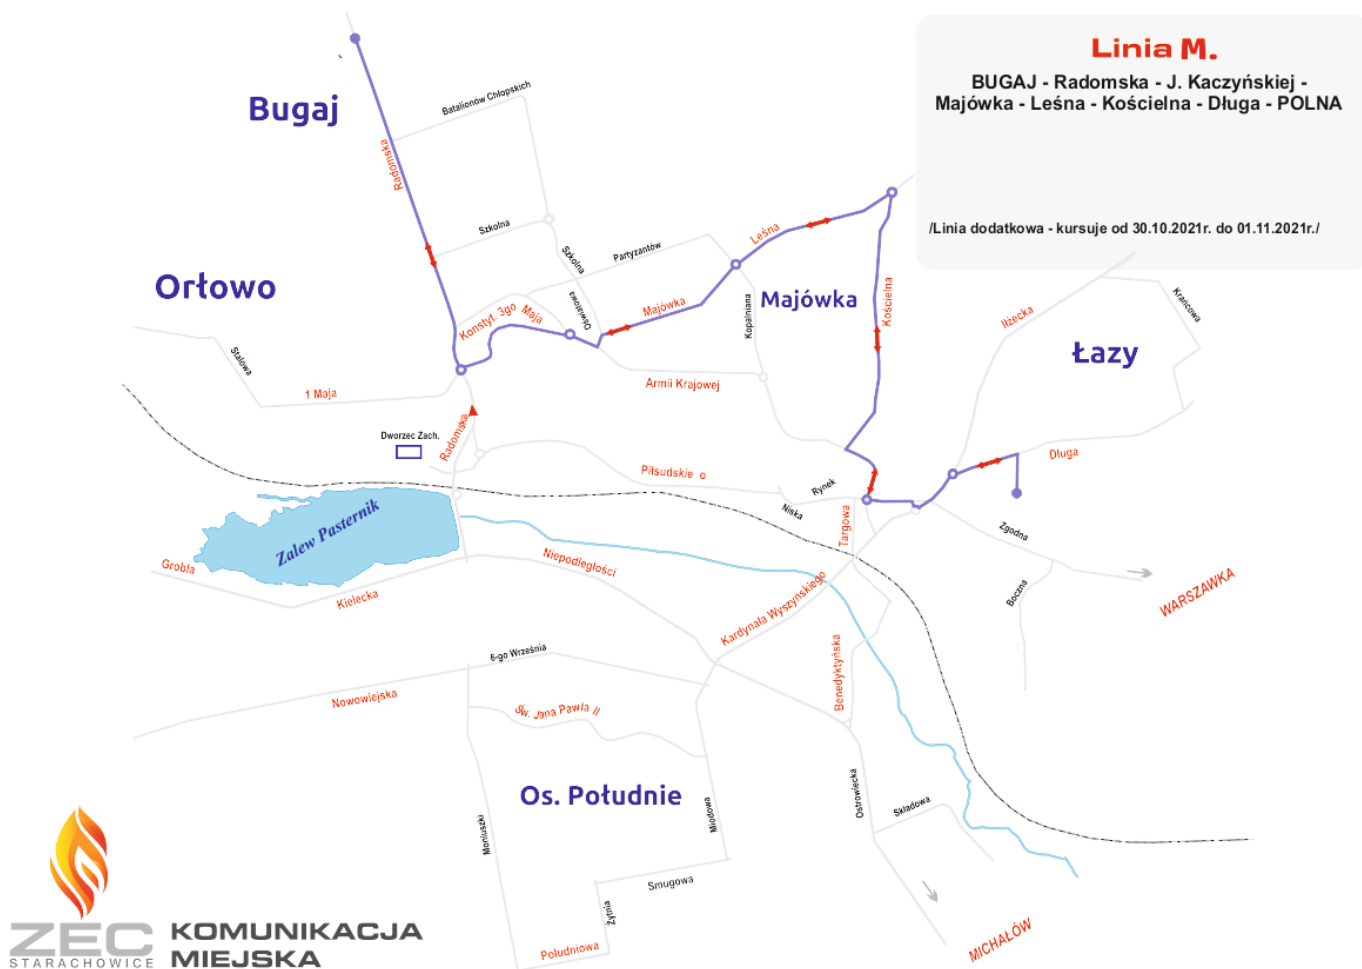 Linia M.
BUGAJ - Radomska - J. Kaczyńskiej -
Majówka - Leśna - Kościelna - Długa - POLNA
/Linia dodatkowa - kursuje od 30.10.2021r. do 01.11.2021r./
Bugaj
Batalionów Chłopskich
Radomska
Szkolna
Szkolna
Partyzantów
Leśna
Orłowo
Oświatowa
Majówka
Kopalniana
Majówka
Kościelna
Iłżecka
Krańcowa
Łazy
Konstyt. 3go Maja
Stalowa
1 Maja
Armii Krajowej
Dworzec Zach.
Radomska
Piłsudskie o
Rynek
Niska
Targowa
Długa
Zgodna
Boczna
WARSZAWKA
Zalew Pasternik
Grobla
Kielecka
Niepodległości
Kardynała Wyszyńskiego
Benedyktyńska
6-go Września
Nowowiejska
Św. Jana Pawła II
Os. Południe
Moniuszki
Miodowa
Ostrowiecka
Składowa
Smugowa
Żytnia
Południowa
MICHAŁÓW
ZEC
STARACHOWICE
KOMUNIKACJA
MIEJSKA